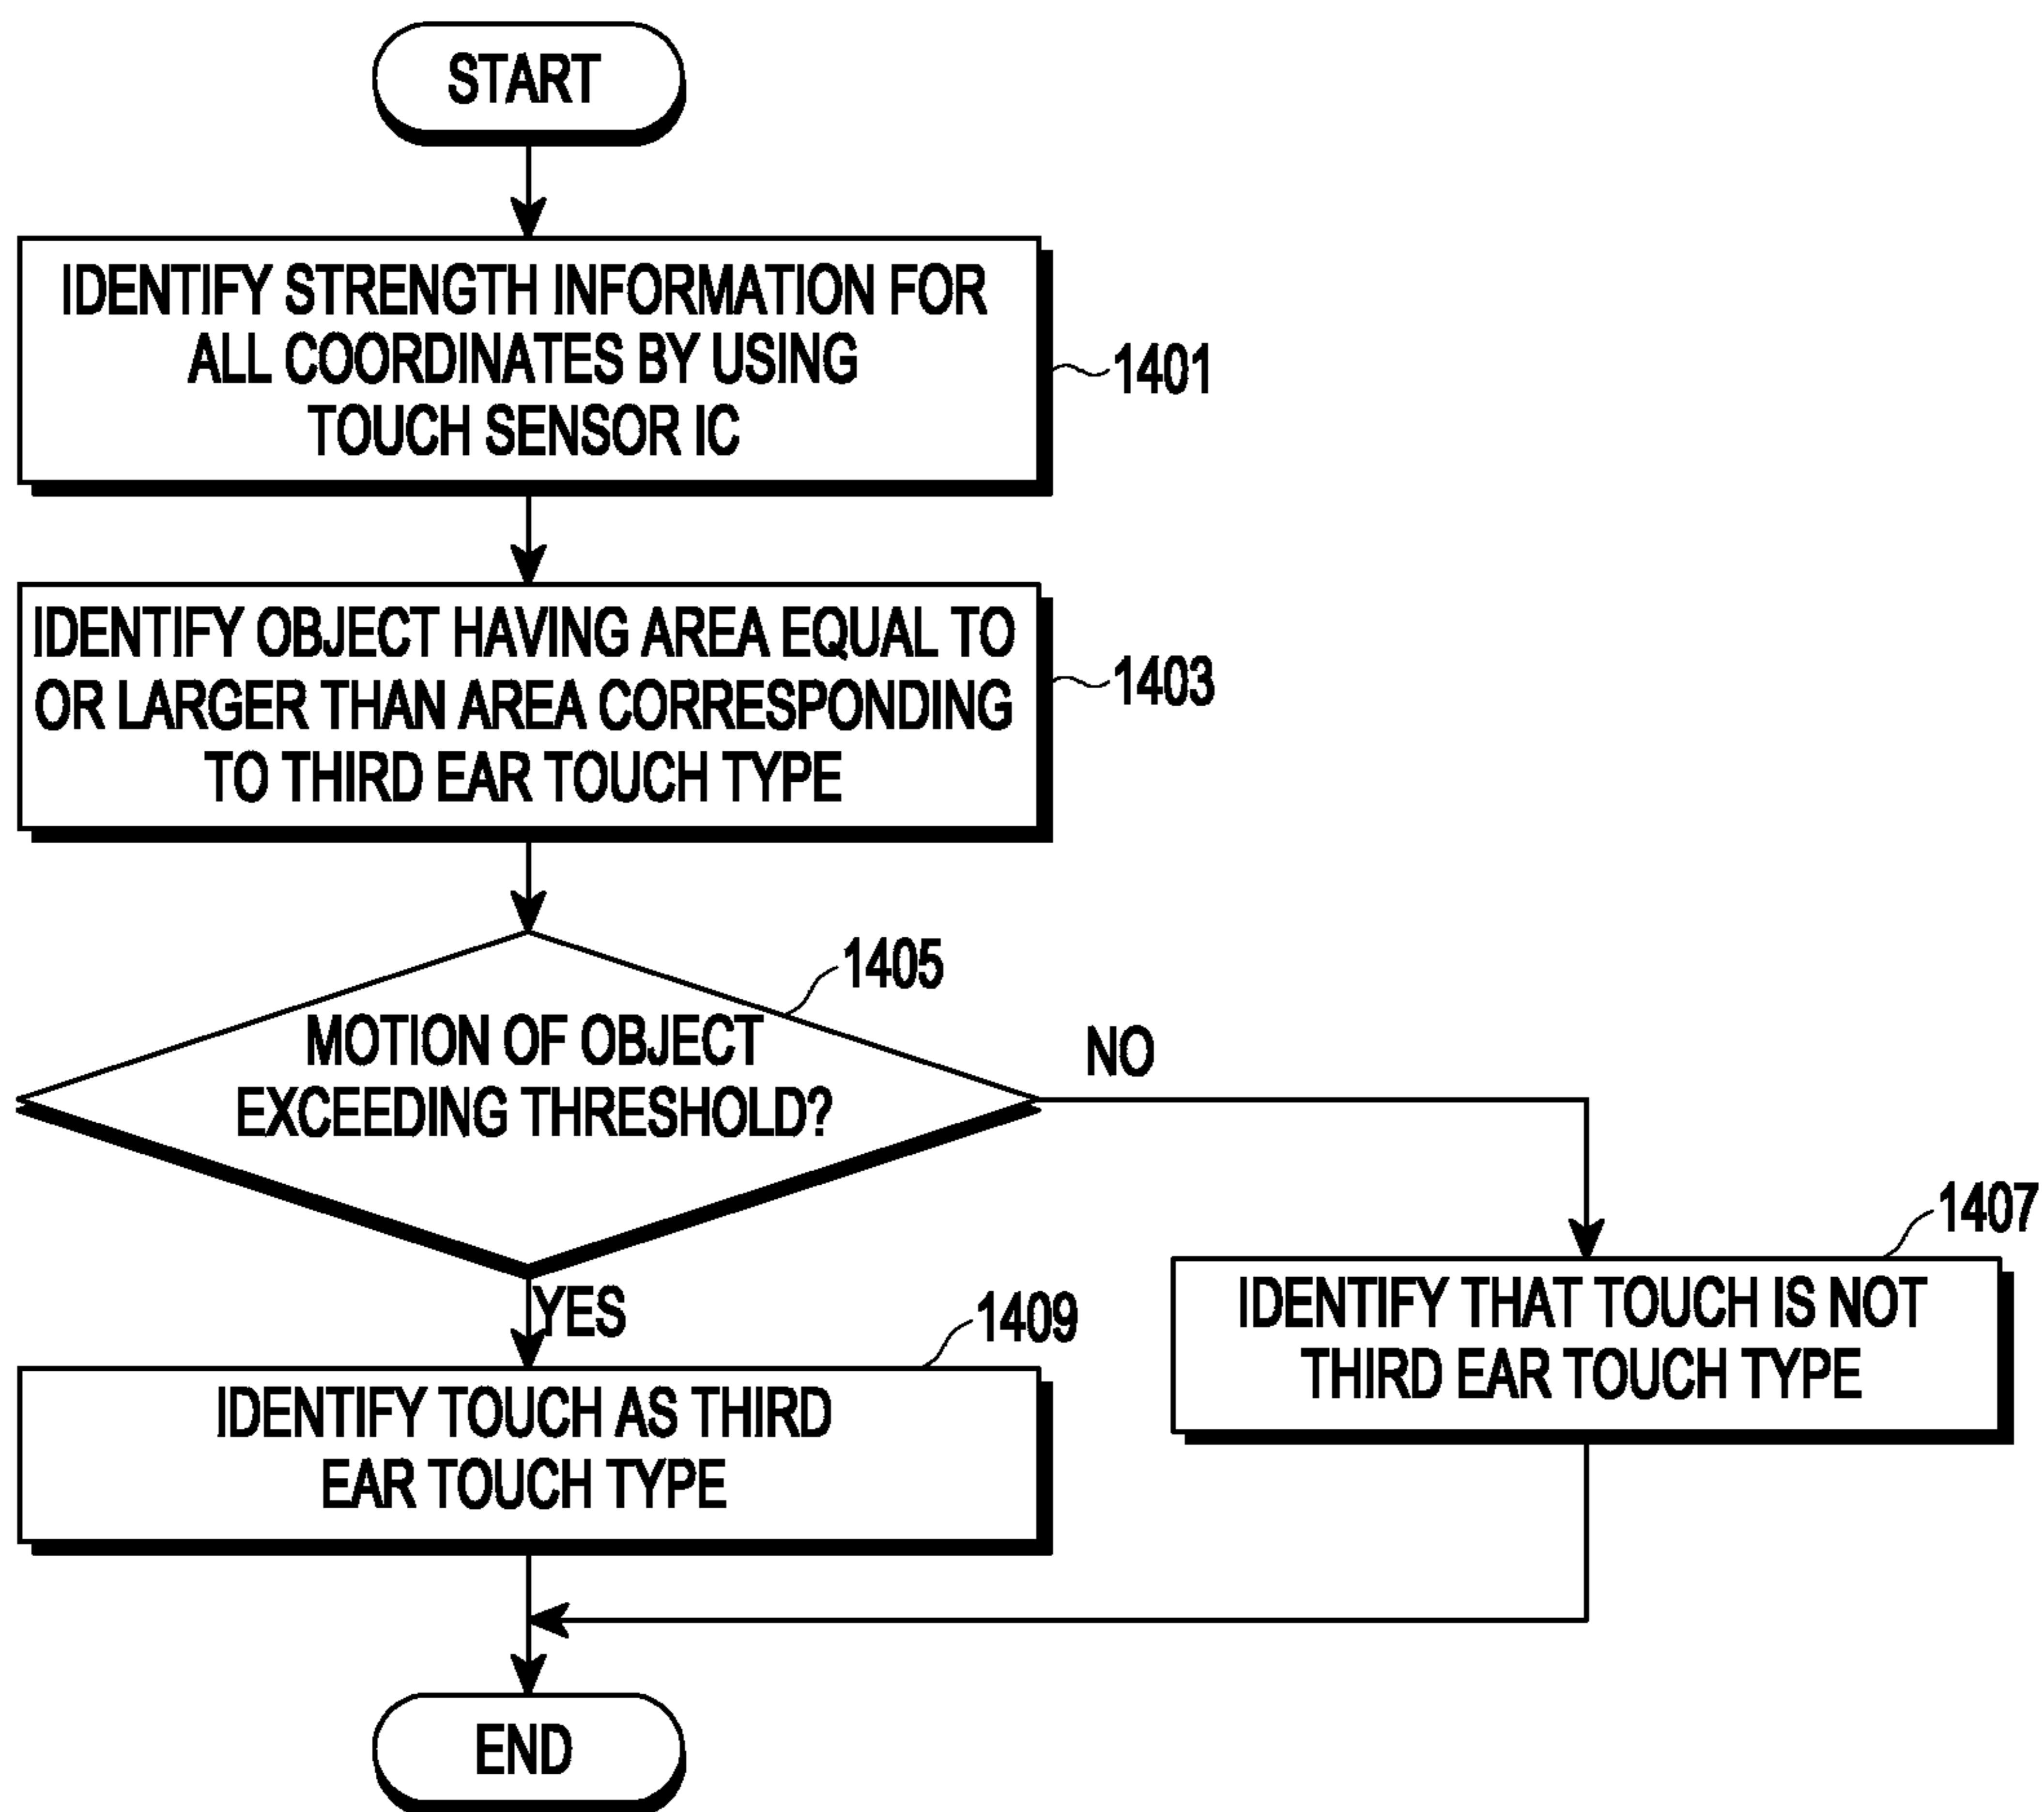 START
IDENTIFY STRENGTH INFORMATION FOR
ALL COORDINATES BY USING
TOUCH SENSOR IC
1401
IDENTIFY OBJECT HAVING AREA EQUAL TO
OR LARGER THAN AREA CORRESPONDING
TO THIRD EAR TOUCH TYPE
1403
1405
MOTION OF OBJECT
EXCEEDING THRESHOLD?
NO
YES
1407
IDENTIFY THAT TOUCH IS NOT
THIRD EAR TOUCH TYPE
1409
IDENTIFY TOUCH AS THIRD
EAR TOUCH TYPE
END